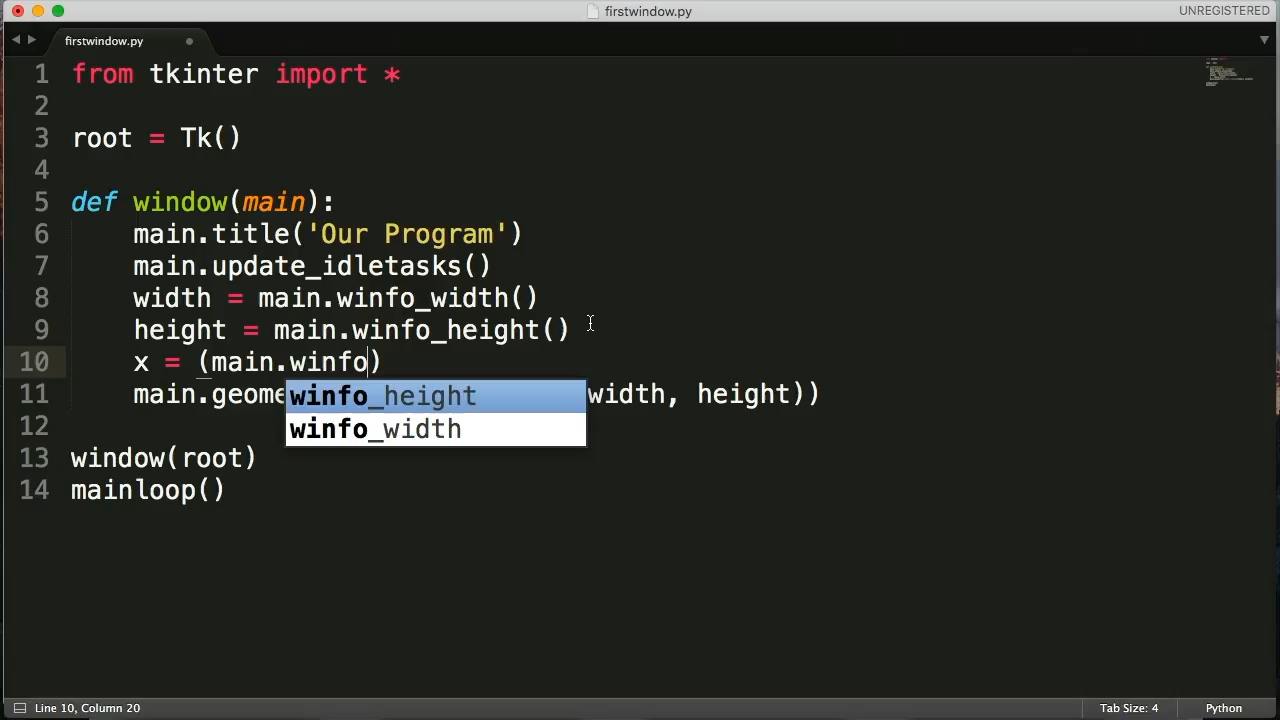 firstwindow.py
UNREGISTERED
firstwindow.py
1 from tkinter import *
2
3 root = Tk()
4
5 def window(main):
6 main.title('Our Program')
7 main.update_idletasks()
8 width = main.winfo_width()
9 height = main.winfo_height()
10 x = (main.winfo)
11 main.geome width, height))
winfo_height
winfo_width
12
13 window(root)
14 mainloop()
Line 10, Column 20
Tab Size: 4
Python